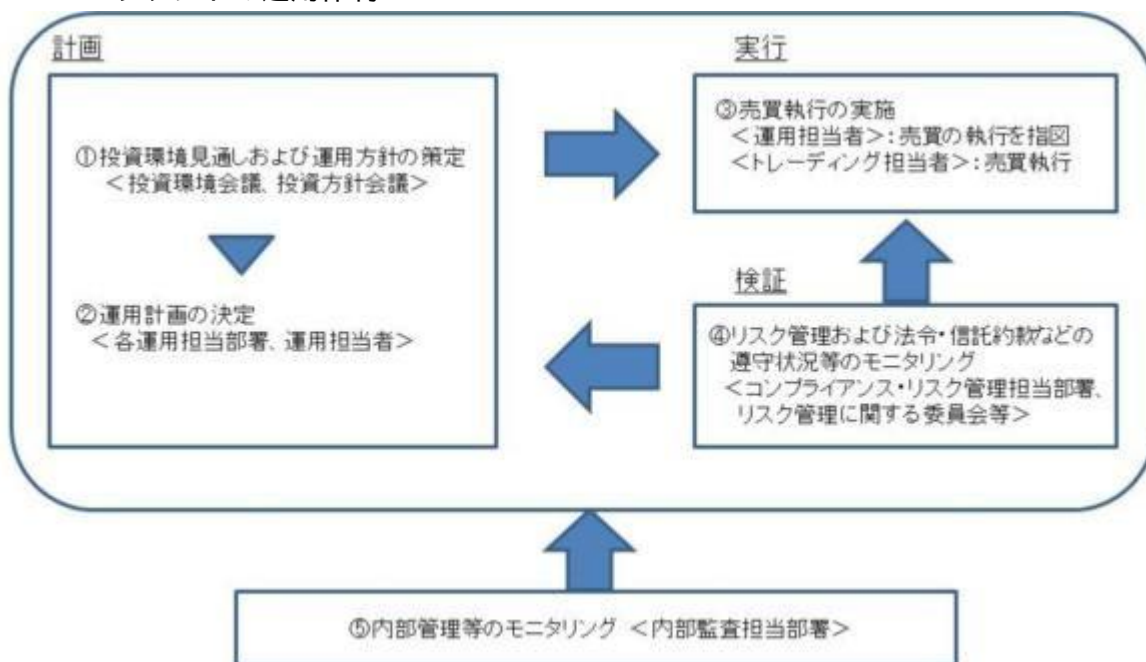 計画
①投資環境見通しおよび運用方針の策定
＜投資環境会議、投資方針会議＞
②運用計画の決定
＜各運用担当部署、運用担当者＞
実行
③売買執行の実施
＜運用担当者＞：売買の執行を指図
＜トレーディング担当者＞：売買執行
検証
④リスク管理および法令・信託約款などの
遵守状況等のモニタリング
＜コンプライアンス・リスク管理担当部署、
リスク管理に関する委員会等＞
⑤内部管理等のモニタリング ＜内部監査担当部署＞